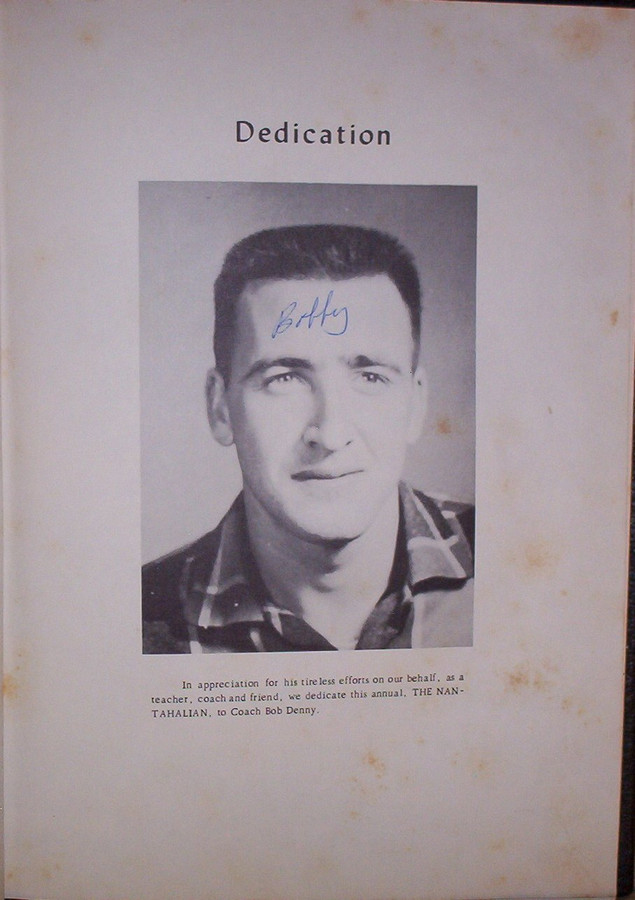 Dedication
Bobby
In appreciation for his tireless efforts on our behalf, as a
teacher, coach and friend, we dedicate this annual, THE NAN-
TAHALIAN, to Coach Bob Denny.